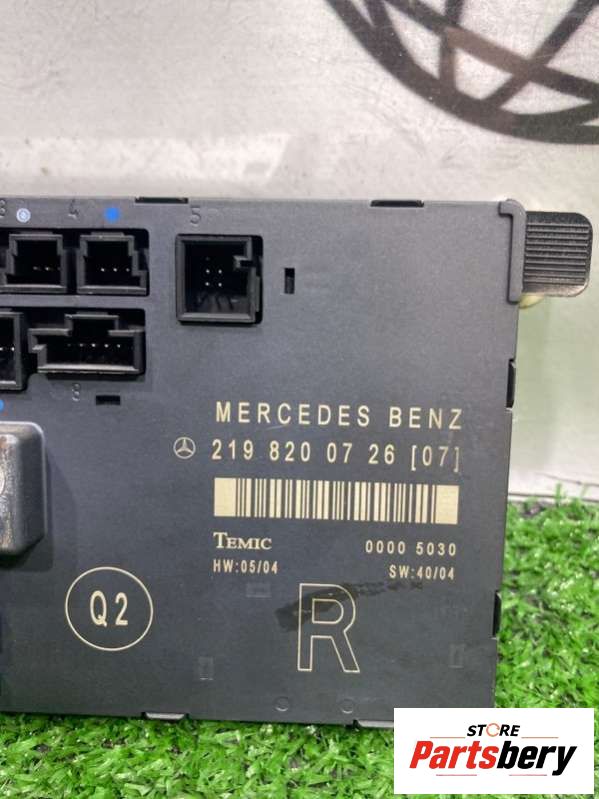 3 4 5
8
MERCEDES BENZ
219 820 07 26 [07]
TEMIC 0000 5030
HW:05/04 SW:40/04
Q2 R
STORE
Partsbery